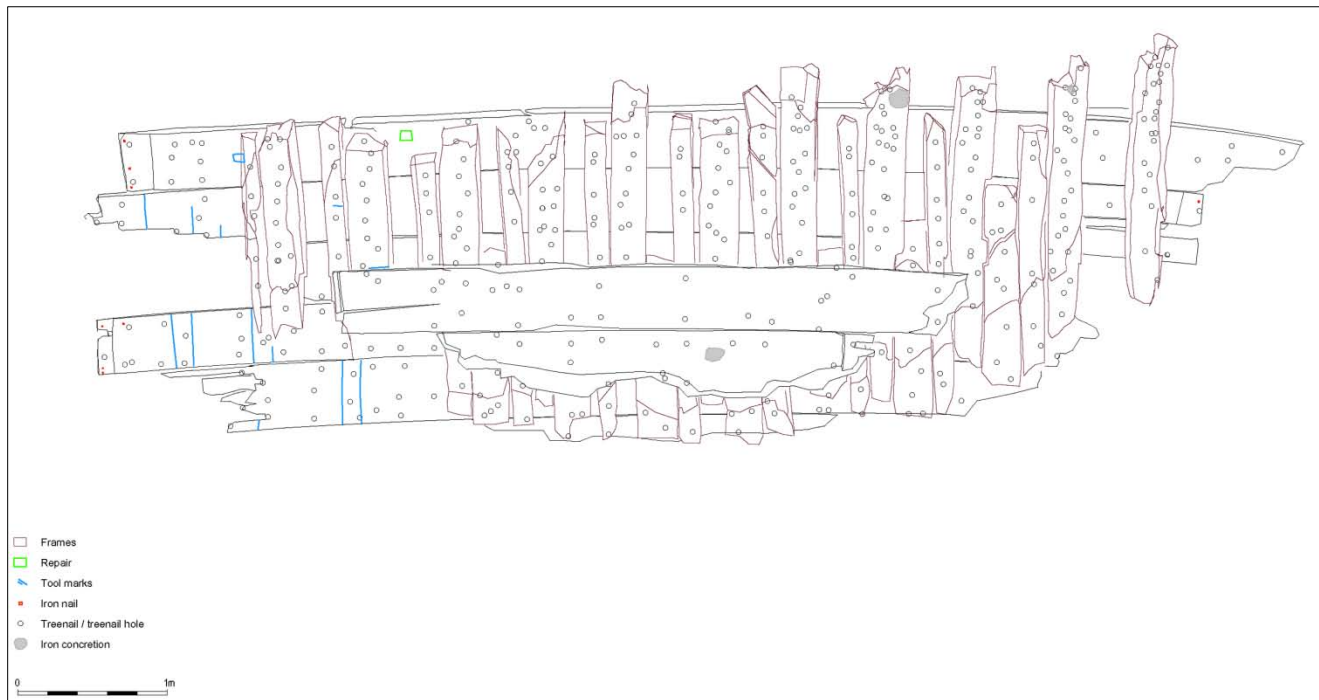 Frames
Repair
Tool marks
Iron nail
Treenail / treenail hole
Iron concretion
0 1m